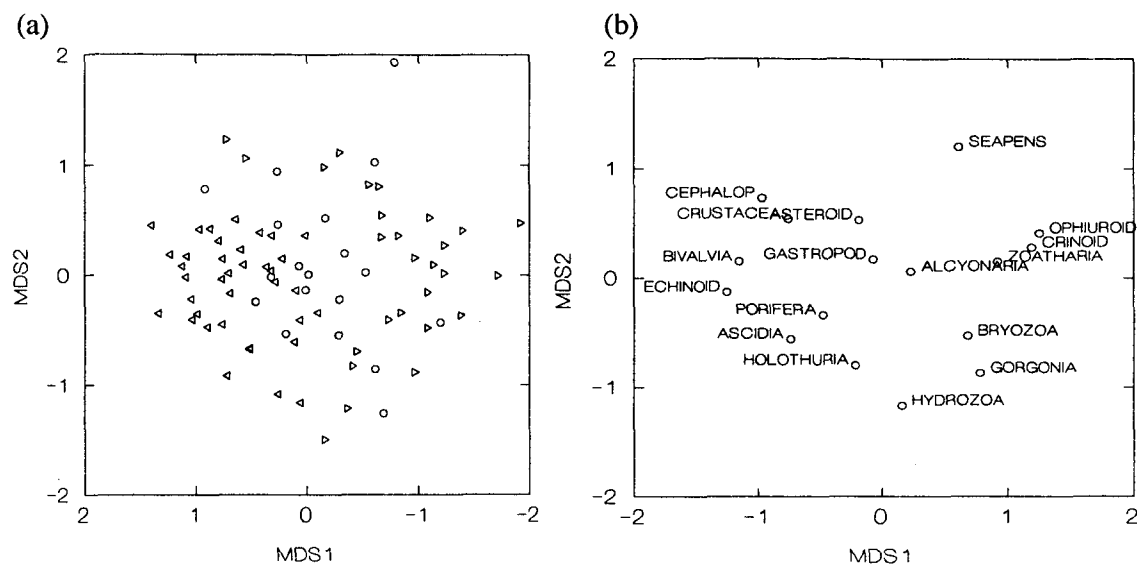 (a)
2
1
0
-1
-2
MDS2
2
1
0
-1
-2
MDS1
(b)
2
1
0
-1
-2
MDS2
SEAPENS
CEPHALOP
CRUSTACEASTEROID
OPHIUROID
CRINOID
BIVALVIA
GASTROPOD
ZOATHARIA
ALCYONARIA
ECHINOID
PORIFERA
ASCIDIA
BRYOZOA
HOLOTHURIA
GORGONIA
HYDROZOA
-2
-1
0
1
2
MDS1